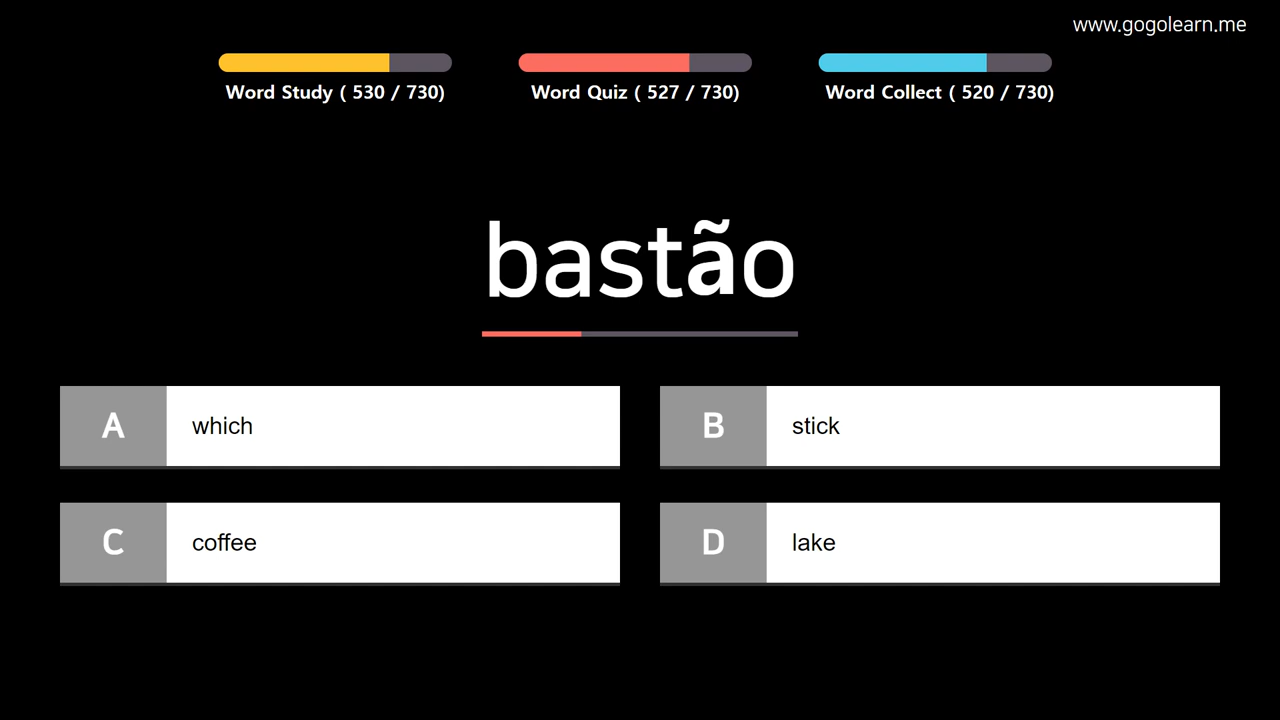 www.gogolearn.me
Word Study ( 530 / 730)
Word Quiz ( 527 / 730)
Word Collect ( 520 / 730)
bastão
A which
B stick
C coffee
D lake